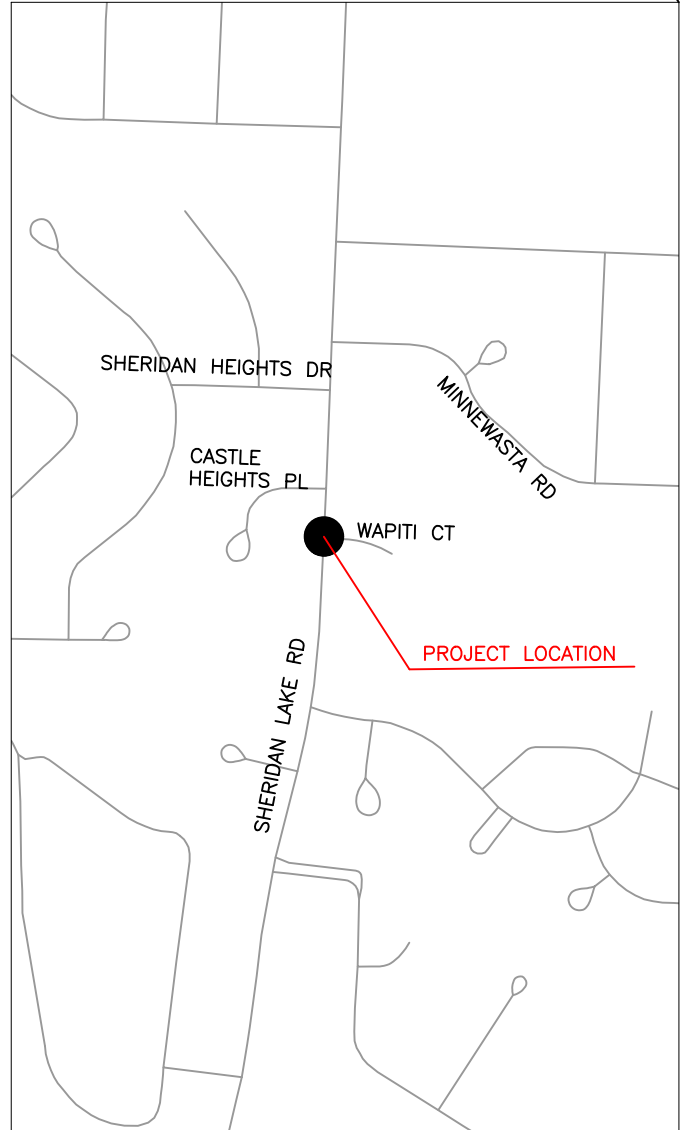 SHERIDAN HEIGHTS DR
MINNEWASTA RD
CASTLE
HEIGHTS PL
WAPITI CT
PROJECT LOCATION
SHERIDAN LAKE RD